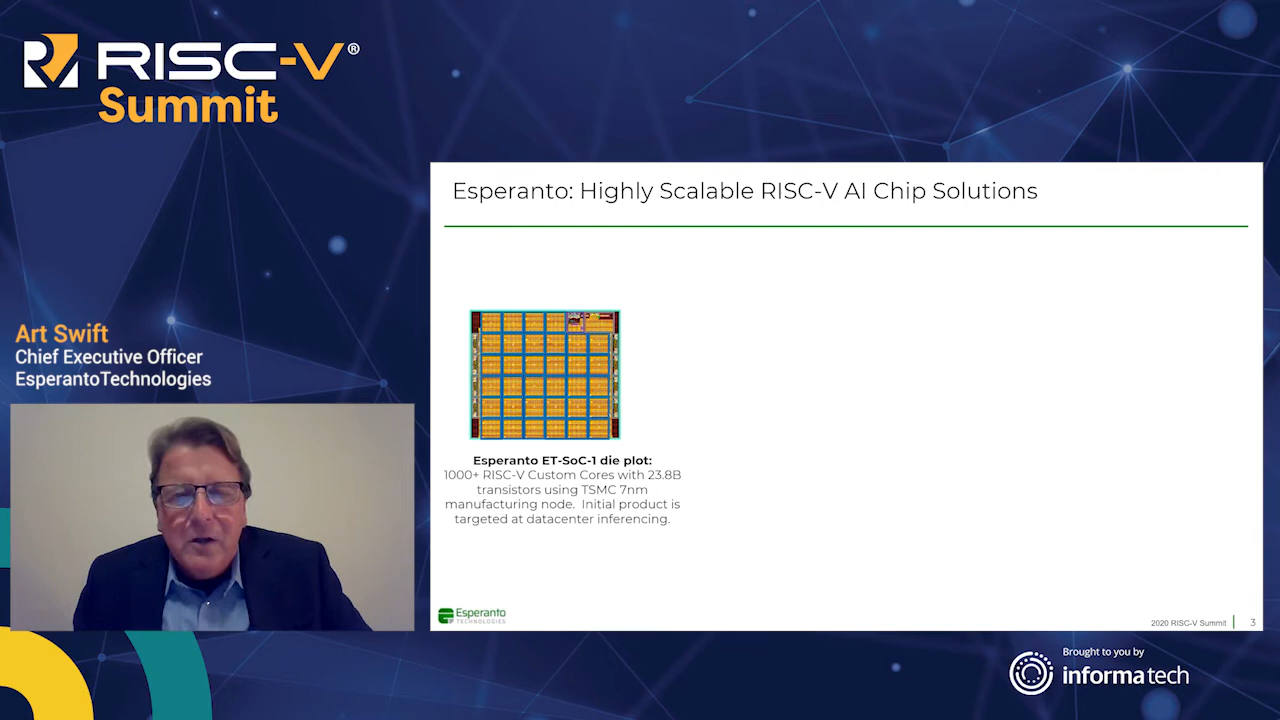 RISC-V®
Summit
Esperanto: Highly Scalable RISC-V AI Chip Solutions
Art Swift
Chief Executive Officer
EsperantoTechnologies
Esperanto ET-SoC-1 die plot:
1000+ RISC-V Custom Cores with 23.8B
transistors using TSMC 7nm
manufacturing node. Initial product is
targeted at datacenter inferencing.
Esperanto
TECHNOLOGIES
2020 RISC-V Summit
3
Brought to you by
informa tech